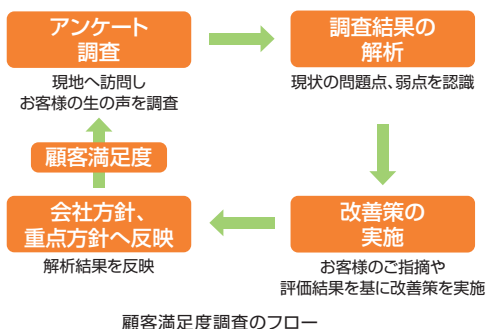 アンケート
調査
現地へ訪問し
お客様の生の声を調査
調査結果の
解析
現状の問題点、弱点を認識
改善策の
実施
お客様のご指摘や
評価結果を基に改善策を実施
会社方針、
重点方針へ反映
解析結果を反映
顧客満足度
顧客満足度調査のフロー